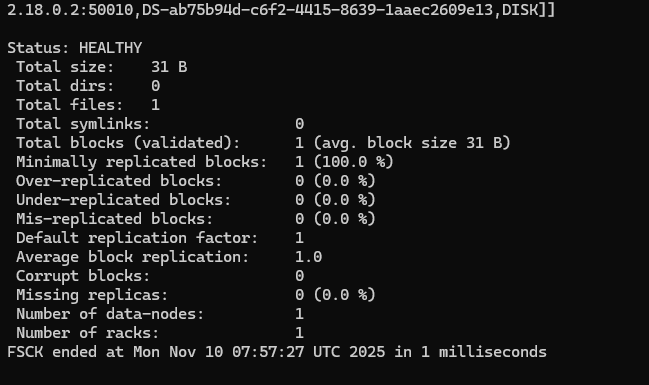 2.18.0.2:50010,DS-ab75b94d-c6f2-4415-8639-1aaec2609e13,DISK]]
Status: HEALTHY
Total size:    31 B
Total dirs:    0
Total files:   1
Total symlinks:                0
Total blocks (validated):      1 (avg. block size 31 B)
Minimally replicated blocks:   1 (100.0 %)
Over-replicated blocks:        0 (0.0 %)
Under-replicated blocks:       0 (0.0 %)
Mis-replicated blocks:         0 (0.0 %)
Default replication factor:    1
Average block replication:     1.0
Corrupt blocks:                0
Missing replicas:              0 (0.0 %)
Number of data-nodes:          1
Number of racks:               1
FSCK ended at Mon Nov 10 07:57:27 UTC 2025 in 1 milliseconds